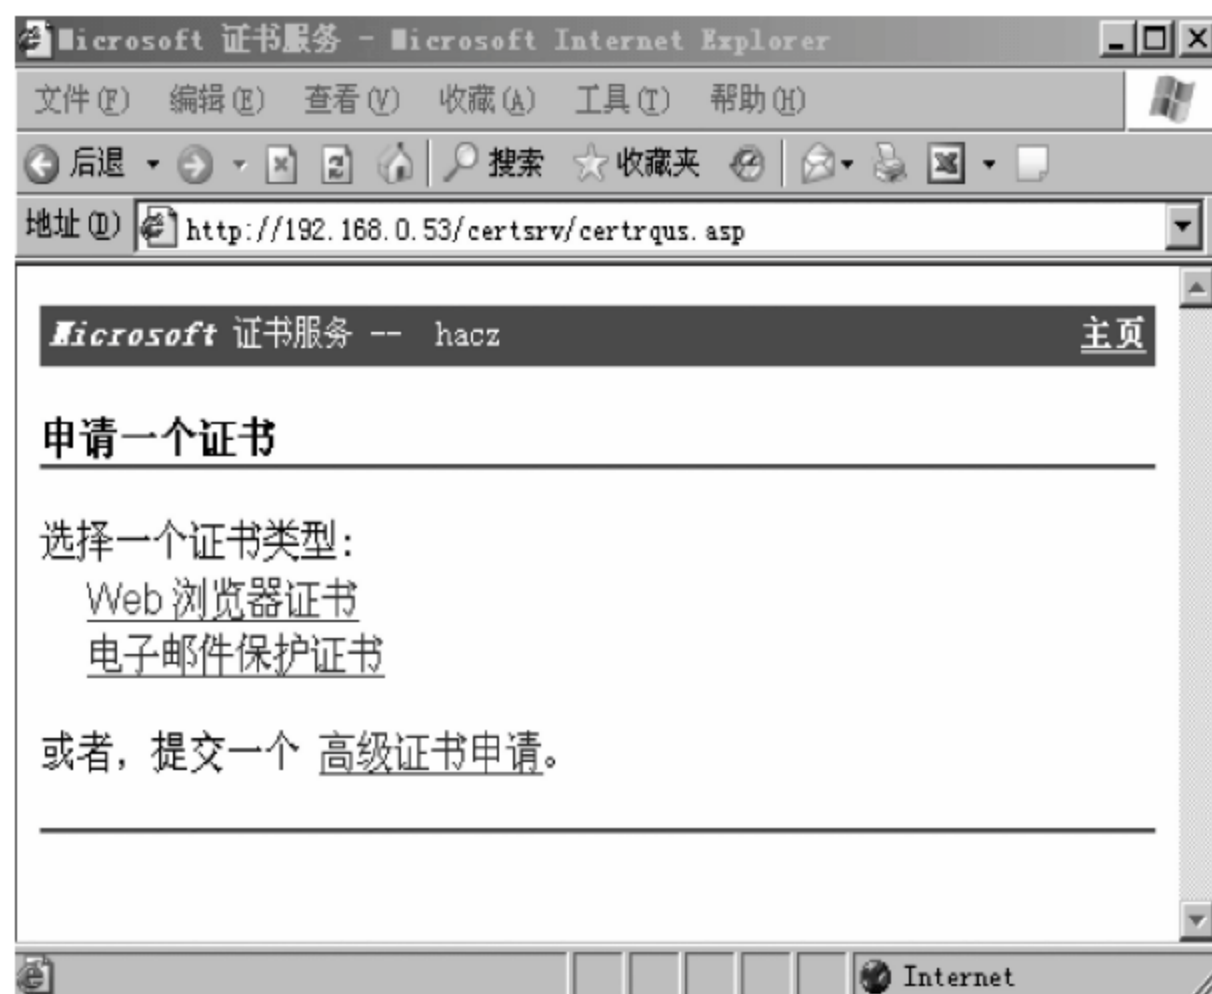 Microsoft 证书服务 - Microsoft Internet Explorer
文件(F) 编辑(E) 查看(V) 收藏(A) 工具(T) 帮助(H)
后退 搜索 收藏夹
地址(D) http://192.168.0.53/certsrv/certrqus.asp
Microsoft 证书服务 -- hacz 主页
申请一个证书
选择一个证书类型:
Web 浏览器证书
电子邮件保护证书
或者，提交一个 高级证书申请。
Internet